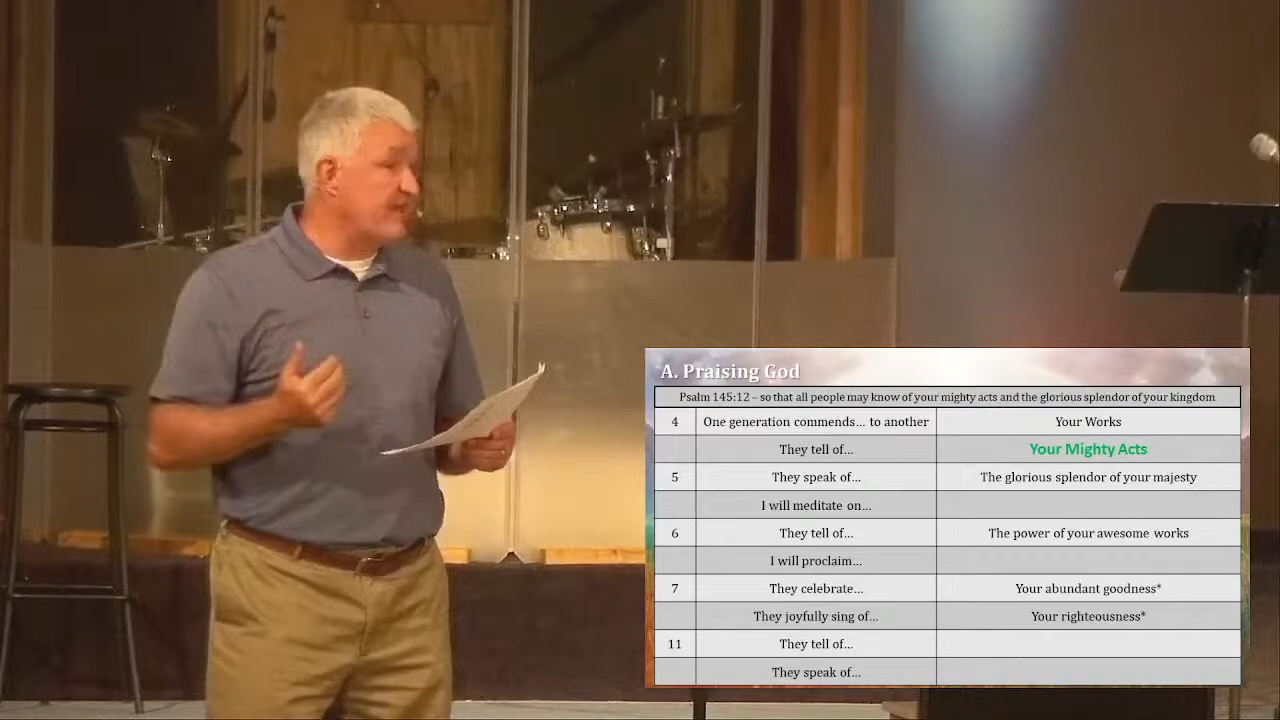 A. Praising God
Psalm 145:12 – so that all people may know of your mighty acts and the glorious splendor of your kingdom
4 One generation commends… to another Your Works
They tell of… Your Mighty Acts
5 They speak of… The glorious splendor of your majesty
I will meditate on…
6 They tell of… The power of your awesome works
I will proclaim…
7 They celebrate… Your abundant goodness*
They joyfully sing of… Your righteousness*
11 They tell of…
They speak of…